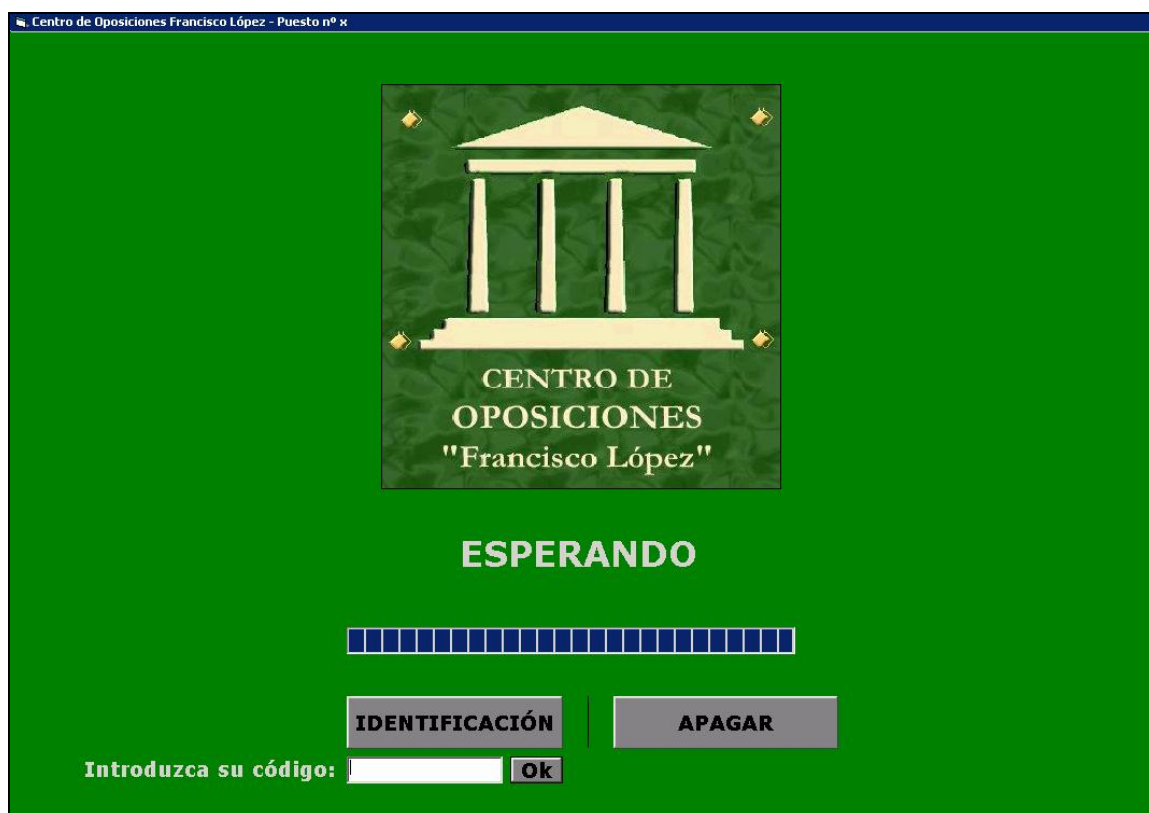 Centro de Oposiciones Francisco López - Puesto nº x
CENTRO DE
OPOSICIONES
"Francisco López"
ESPERANDO
IDENTIFICACIÓN
APAGAR
Introduzca su código:
Ok